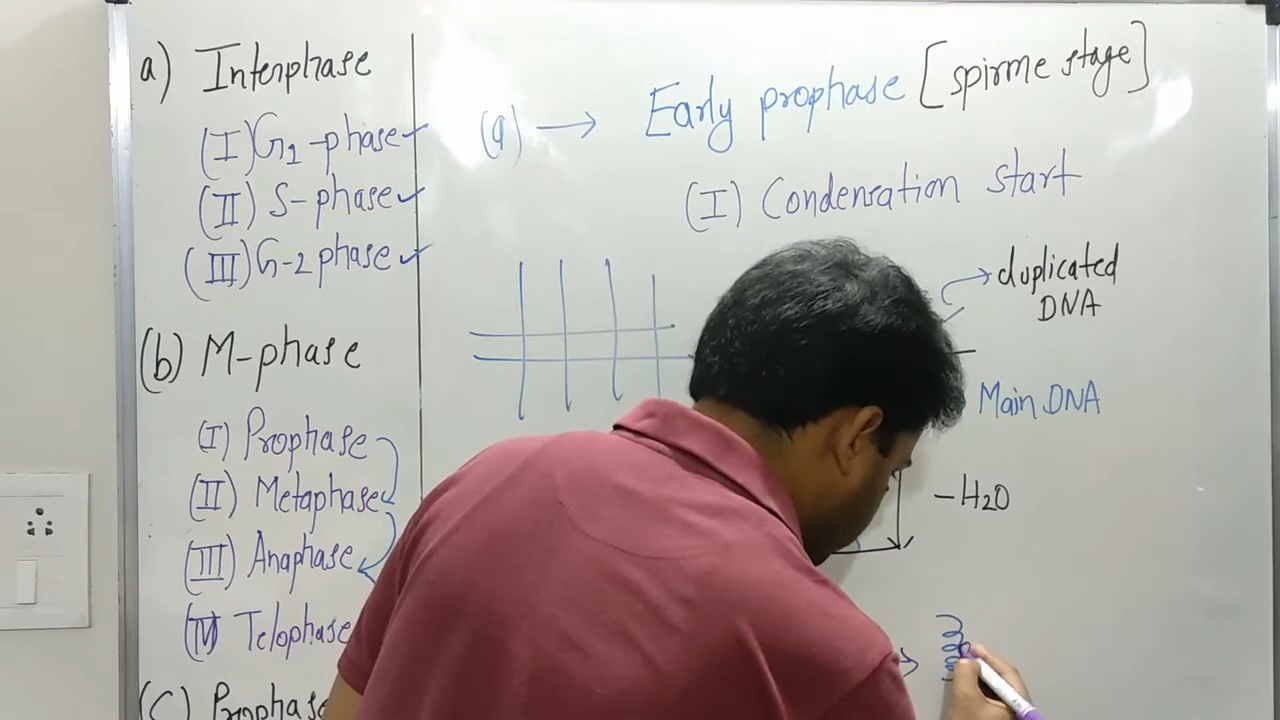 a) Interphase
(I) G1-phase ✓
(II) S-phase ✓
(III) G-2 phase ✓
(b) M-phase
(I) Prophase
(II) Metaphase
(III) Anaphase
(IV) Telophase
(C) Prophase
(a) → Early prophase [spirme stage]
(I) Condensation start
duplicated
DNA
Main DNA
-H2O